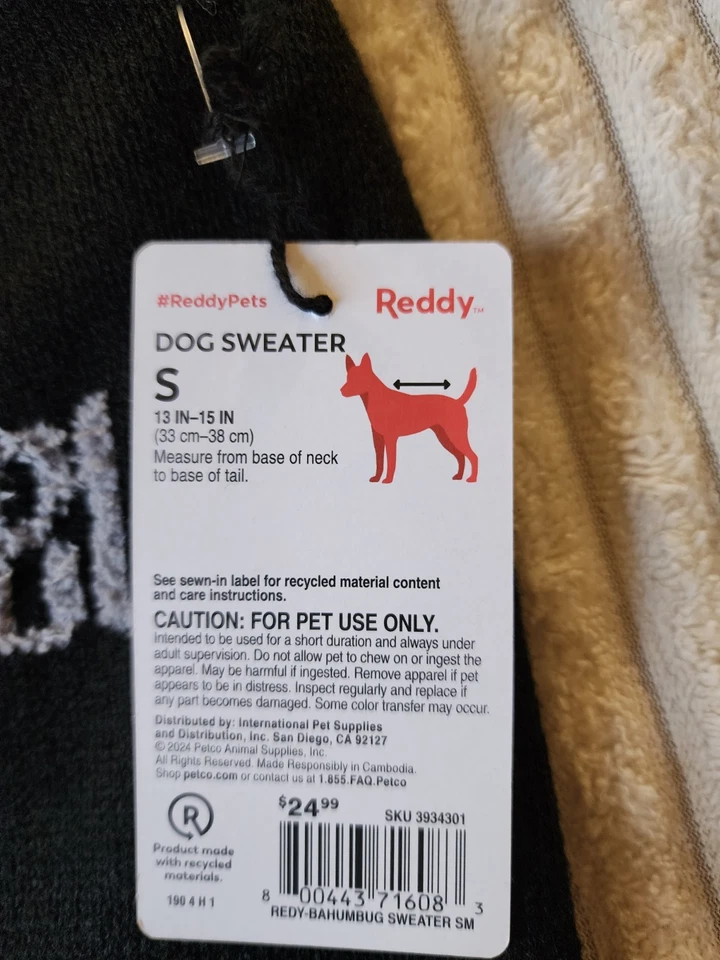 #ReddyPets
Reddy™
DOG SWEATER
S
13 IN–15 IN
(33 cm–38 cm)
Measure from base of neck
to base of tail.
See sewn-in label for recycled material content
and care instructions.
CAUTION: FOR PET USE ONLY.
Intended to be used for a short duration and always under
adult supervision. Do not allow pet to chew on or ingest the
apparel. May be harmful if ingested. Remove apparel if pet
appears to be in distress. Inspect regularly and replace if
any part becomes damaged. Some color transfer may occur.
Distributed by: International Pet Supplies
and Distribution, Inc. San Diego, CA 92127
© 2024 Petco Animal Supplies, Inc.
All Rights Reserved. Made Responsibly in Cambodia.
Shop petco.com or contact us at 1.855.FAQ.Petco
R
Product made
with recycled
materials.
190 4 H 1
$24.99
SKU 3934301
8 00443 71608 3
REDY-BAHUMBUG SWEATER SM